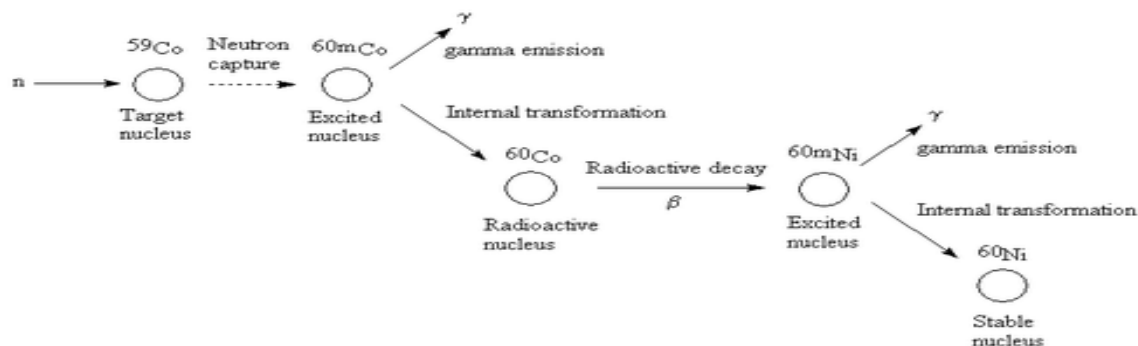 γ
59Co Neutron 60mCo
capture
gamma emission
n
Target
nucleus
Excited
nucleus
Internal transformation
60Co
Radioactive decay
β
Radioactive
nucleus
60mNi
γ
gamma emission
Excited
nucleus
Internal transformation
60Ni
Stable
nucleus